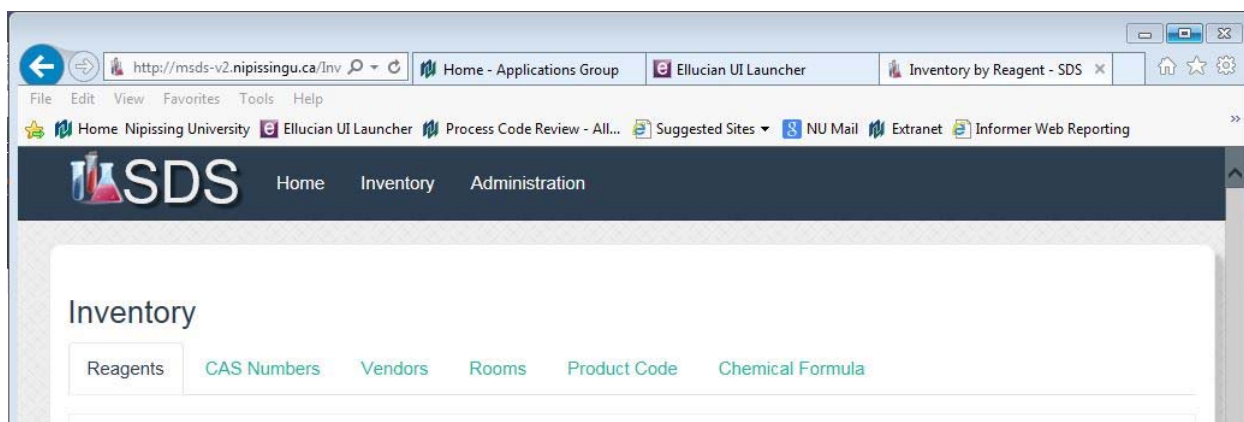 http://msds-v2.nipissingu.ca/Inv Home - Applications Group Ellucian UI Launcher Inventory by Reagent - SDS
File Edit View Favorites Tools Help
Home Nipissing University Ellucian UI Launcher Process Code Review - All... Suggested Sites NU Mail Extranet Informer Web Reporting
SDS Home Inventory Administration
Inventory
Reagents CAS Numbers Vendors Rooms Product Code Chemical Formula